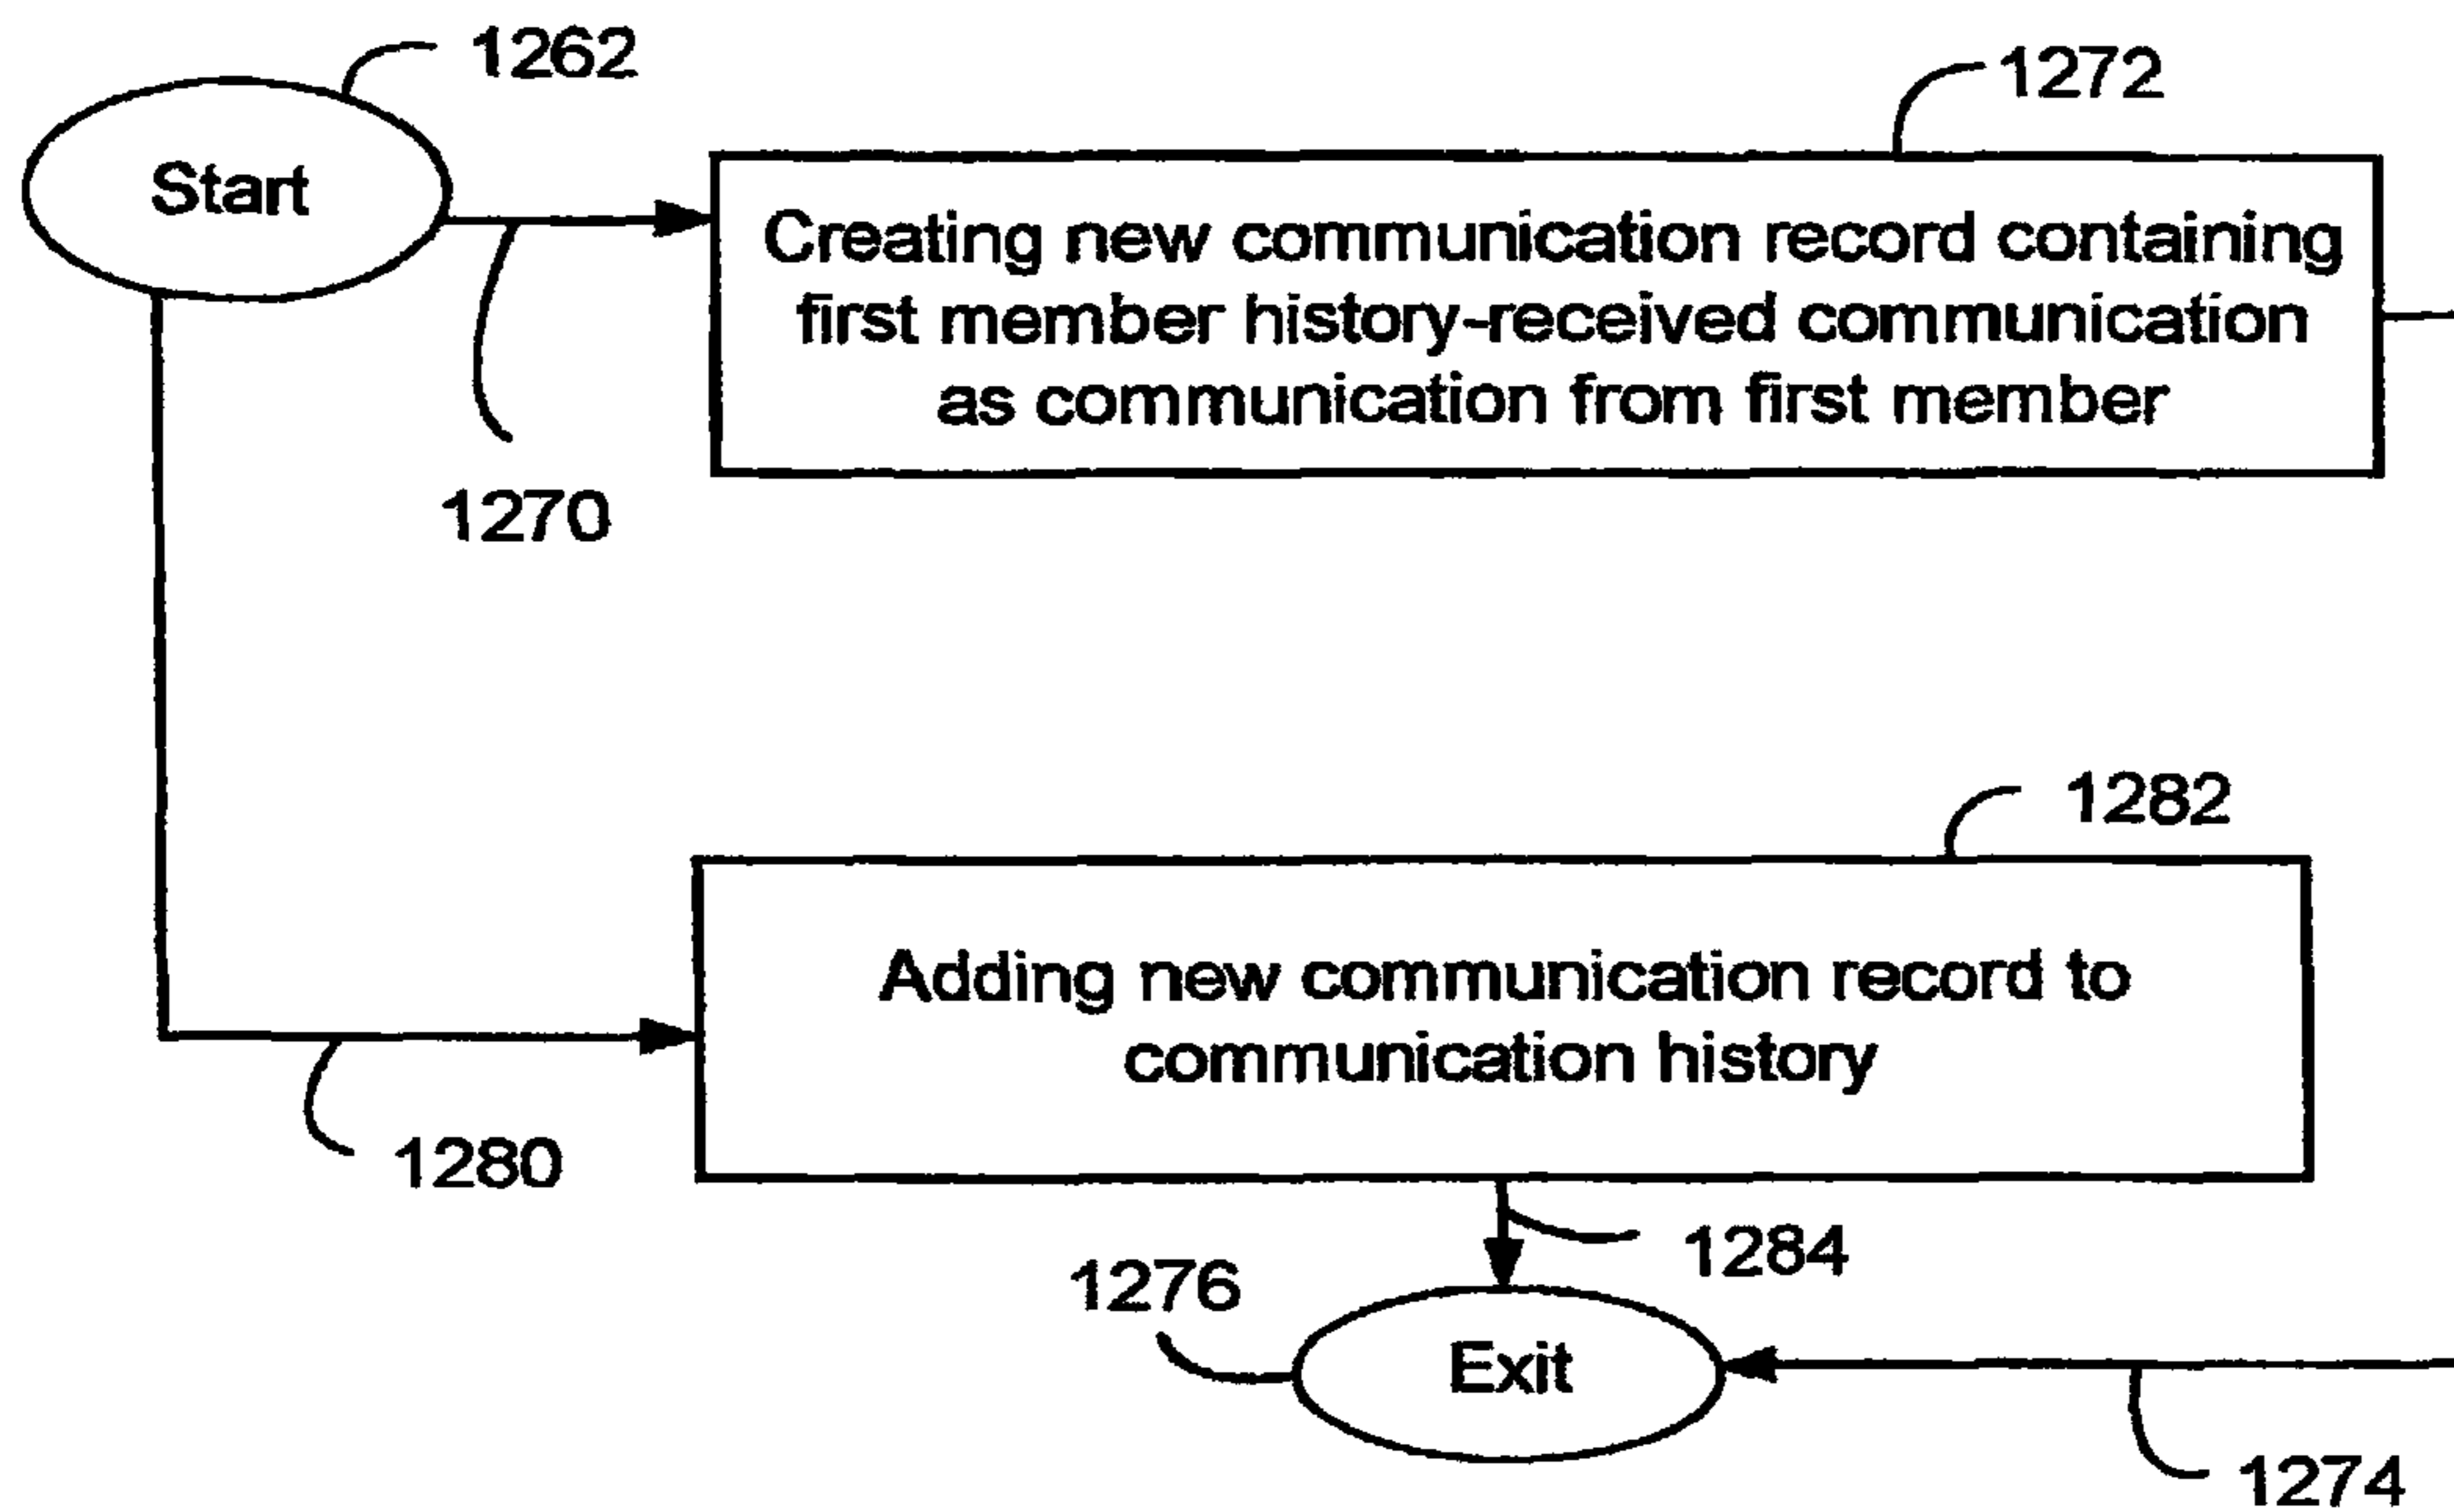 1262
1272
Start
Creating new communication record containing
first member history-received communication
as communication from first member
1270
1282
Adding new communication record to
communication history
1280
1284
1276
Exit
1274